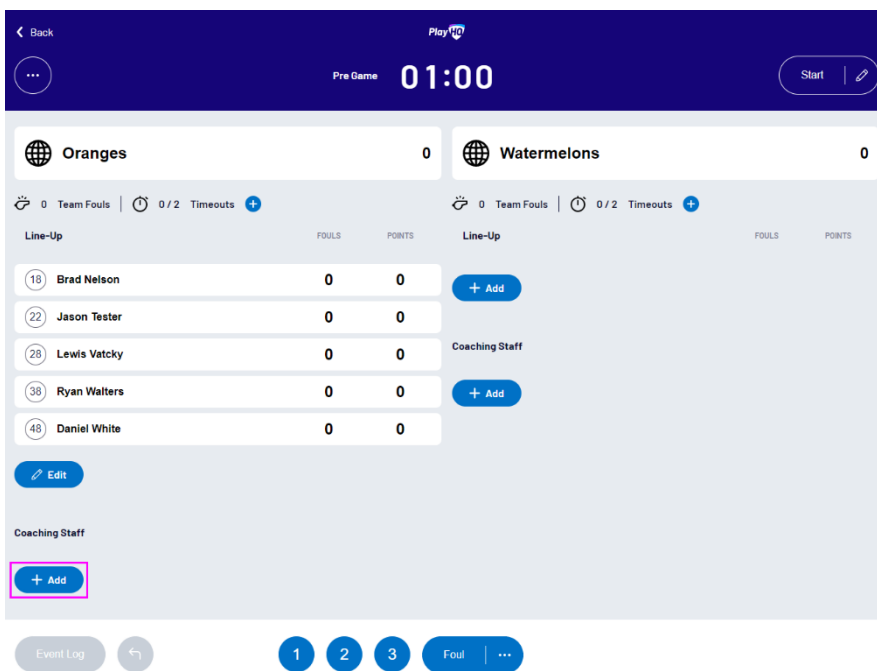 Back
PlayHQ
Pre Game 01:00
Start
Oranges 0
Watermelons 0
0 Team Fouls 0 / 2 Timeouts
0 Team Fouls 0 / 2 Timeouts
Line-Up FOULS POINTS
Line-Up FOULS POINTS
18 Brad Nelson 0 0
22 Jason Tester 0 0
28 Lewis Vatcky 0 0
38 Ryan Walters 0 0
48 Daniel White 0 0
Edit
Coaching Staff
+ Add
+ Add
Coaching Staff
+ Add
Event Log
1 2 3 Foul ...